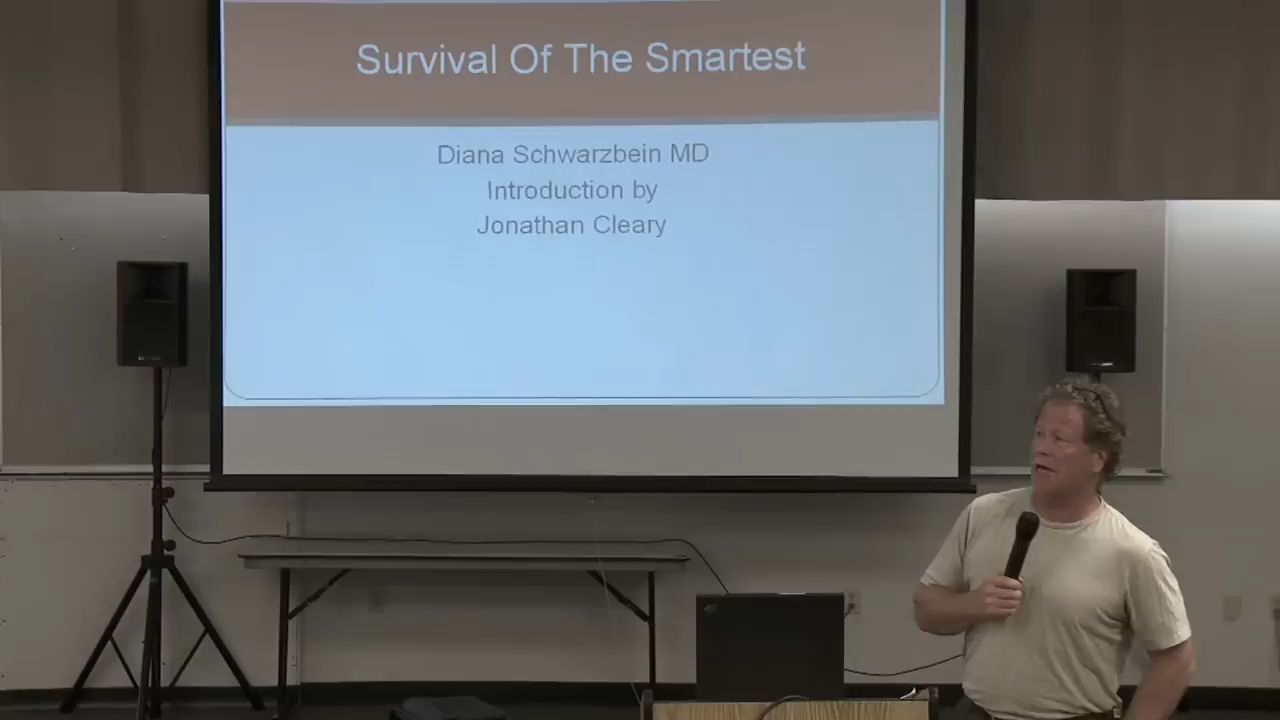 Survival Of The Smartest
Diana Schwarzbein MD
Introduction by
Jonathan Cleary